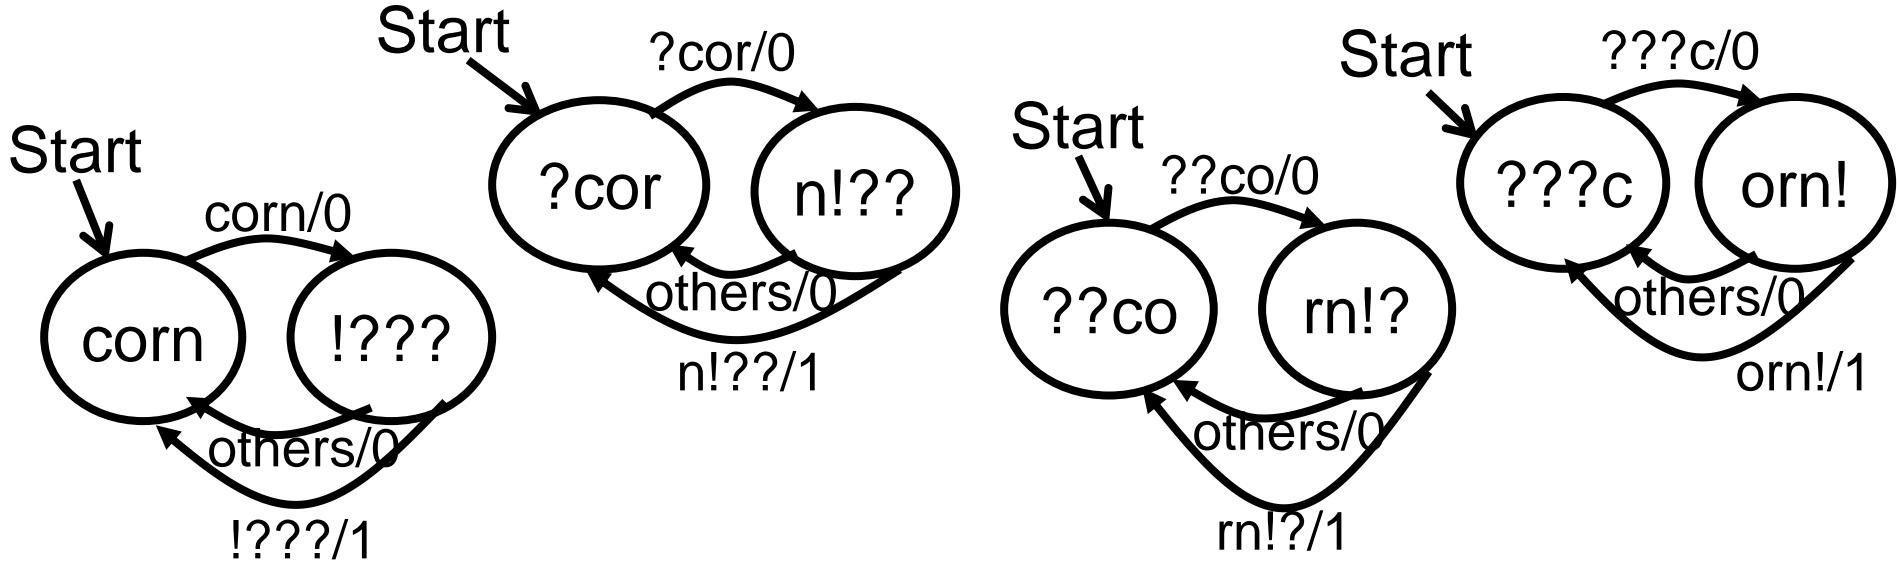 Start
corn/0
corn
!???
others/0
!???/1
Start
?cor/0
?cor
n!??
others/0
n!??/1
Start
??co/0
??co
rn!?
others/0
rn!?/1
Start
???c/0
???c
orn!
others/0
orn!/1